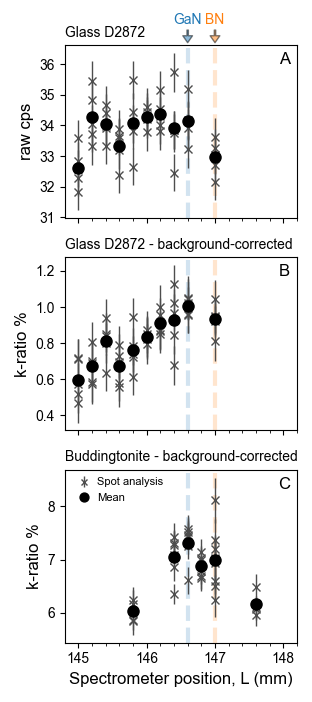 GaN BN
Glass D2872
A
36
35
34
33
32
31
raw cps
Glass D2872 - background-corrected
B
1.2
1.0
0.8
0.6
0.4
k-ratio %
Buddingtonite - background-corrected
C
Spot analysis
Mean
8
7
6
k-ratio %
145 146 147 148
Spectrometer position, L (mm)